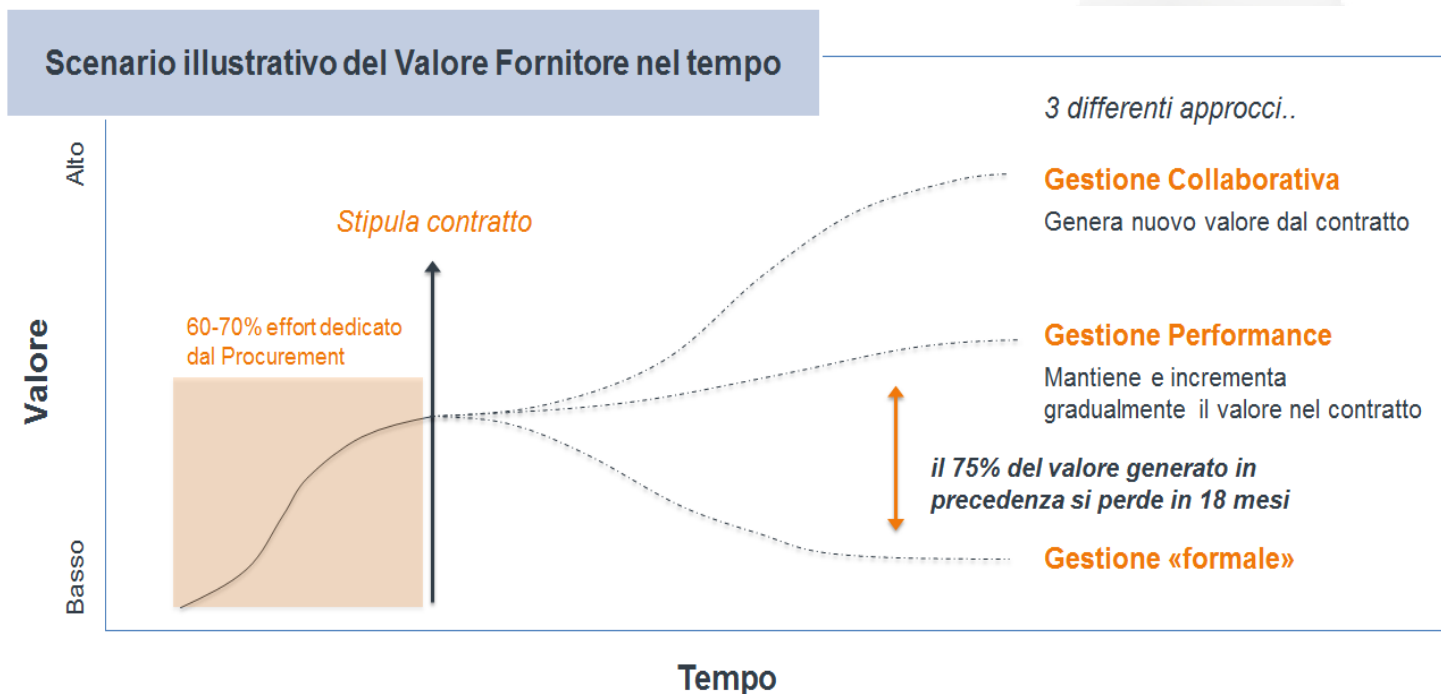 Scenario illustrativo del Valore Fornitore nel tempo
3 differenti approcci..
Alto
Gestione Collaborativa
Genera nuovo valore dal contratto
Stipula contratto
60-70% effort dedicato
dal Procurement
Valore
Gestione Performance
Mantiene e incrementa
gradualmente il valore nel contratto
il 75% del valore generato in
precedenza si perde in 18 mesi
Gestione «formale»
Basso
Tempo